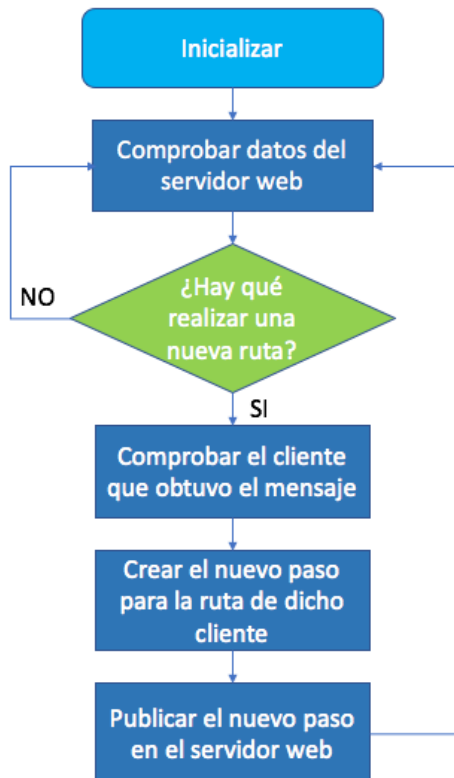 Inicializar
Comprobar datos del
servidor web
¿Hay qué
realizar una
nueva ruta?
NO
SI
Comprobar el cliente
que obtuvo el mensaje
Crear el nuevo paso
para la ruta de dicho
cliente
Publicar el nuevo paso
en el servidor web